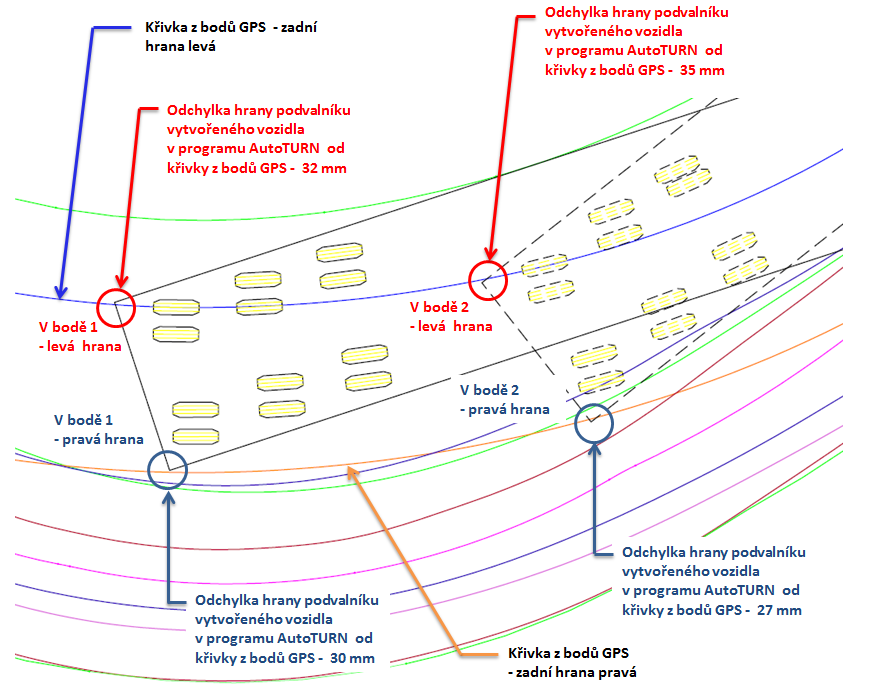 Křivka z bodů GPS - zadní
hrana levá
Odchylka hrany podvalníku
vytvořeného vozidla
v programu AutoTURN od
křivky z bodů GPS - 35 mm
Odchylka hrany podvalníku
vytvořeného vozidla
v programu AutoTURN od
křivky z bodů GPS - 32 mm
V bodě 1
- levá hrana
V bodě 2
- levá hrana
V bodě 2
- pravá hrana
V bodě 1
- pravá hrana
Odchylka hrany podvalníku
vytvořeného vozidla
v programu AutoTURN od
křivky z bodů GPS - 27 mm
Odchylka hrany podvalníku
vytvořeného vozidla
v programu AutoTURN od
křivky z bodů GPS - 30 mm
Křivka z bodů GPS
- zadní hrana pravá